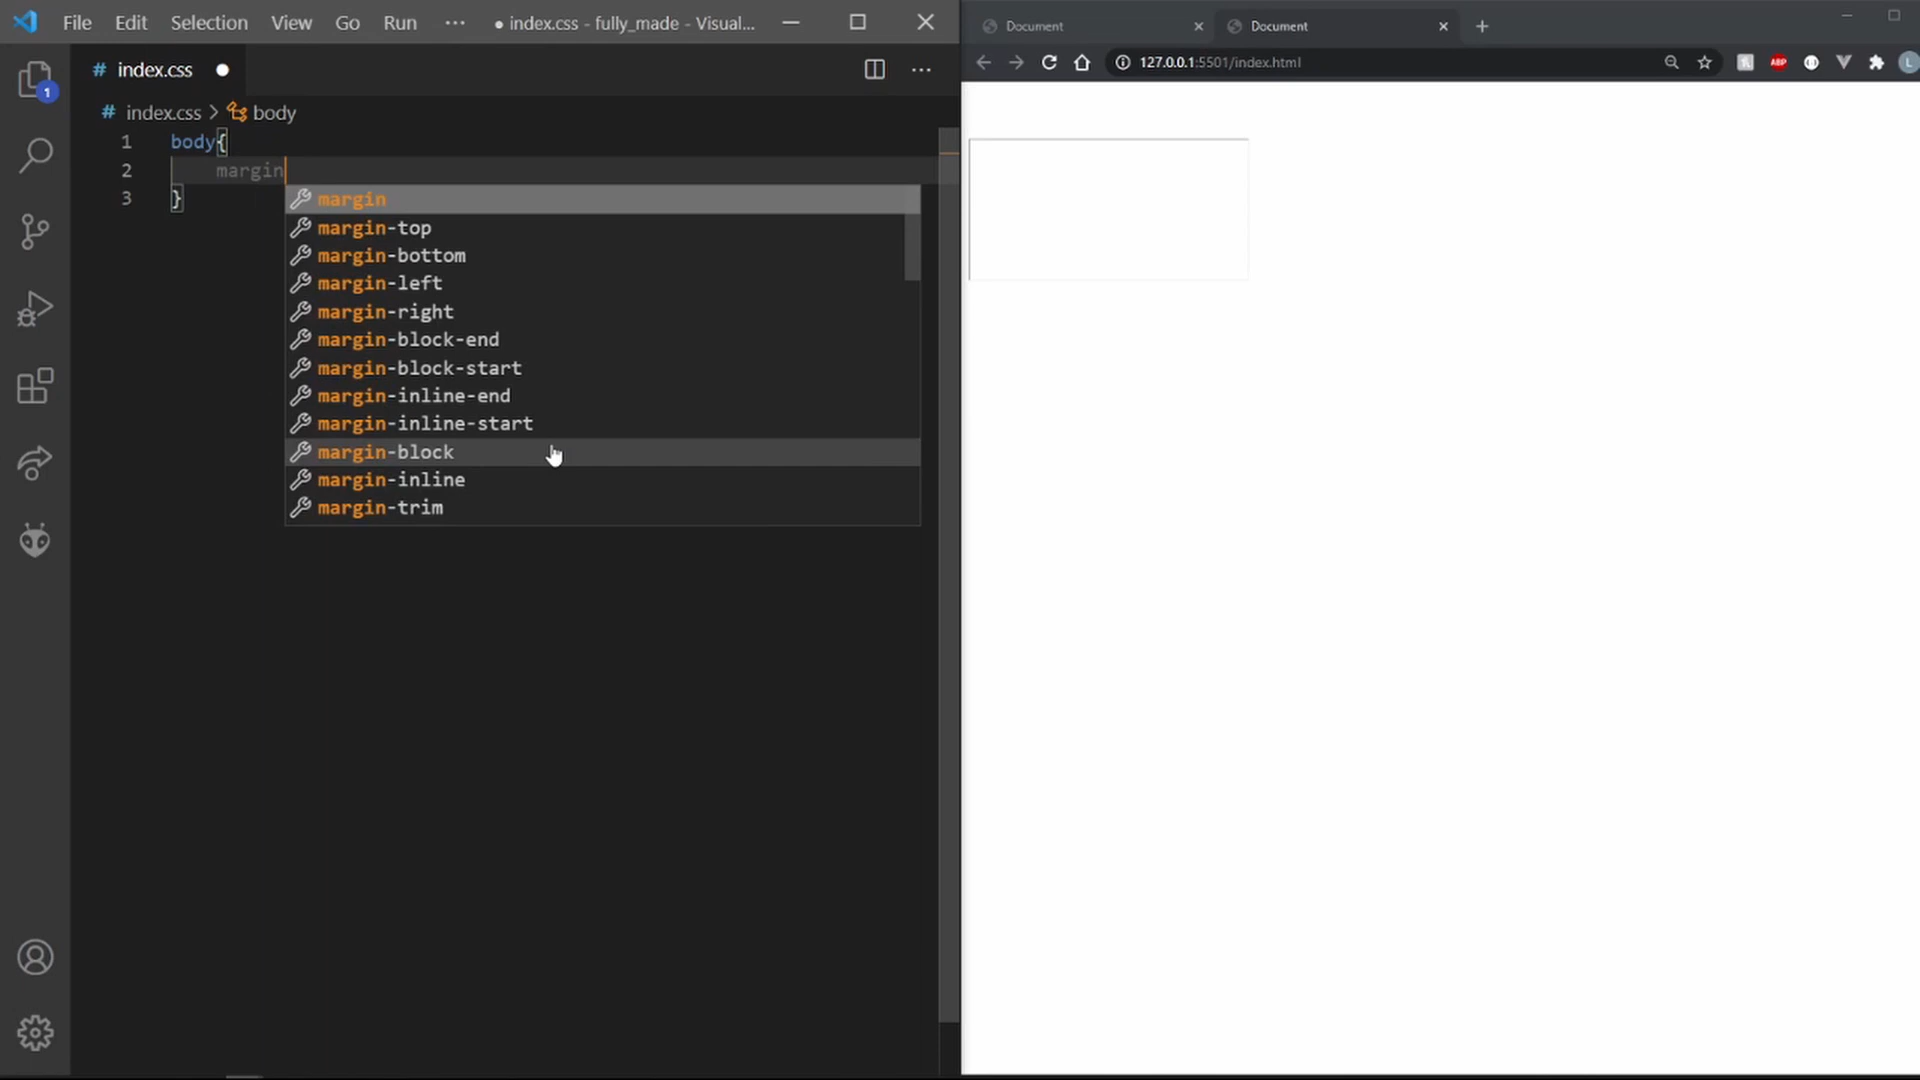 File Edit Selection View Go Run ··· ● index.css - fully_made - Visual...
# index.css ●
# index.css > body
1 body{
2 margin
3 }
margin
margin-top
margin-bottom
margin-left
margin-right
margin-block-end
margin-block-start
margin-inline-end
margin-inline-start
margin-block
margin-inline
margin-trim
1
Document
Document
127.0.0.1:5501/index.html
ABP
L